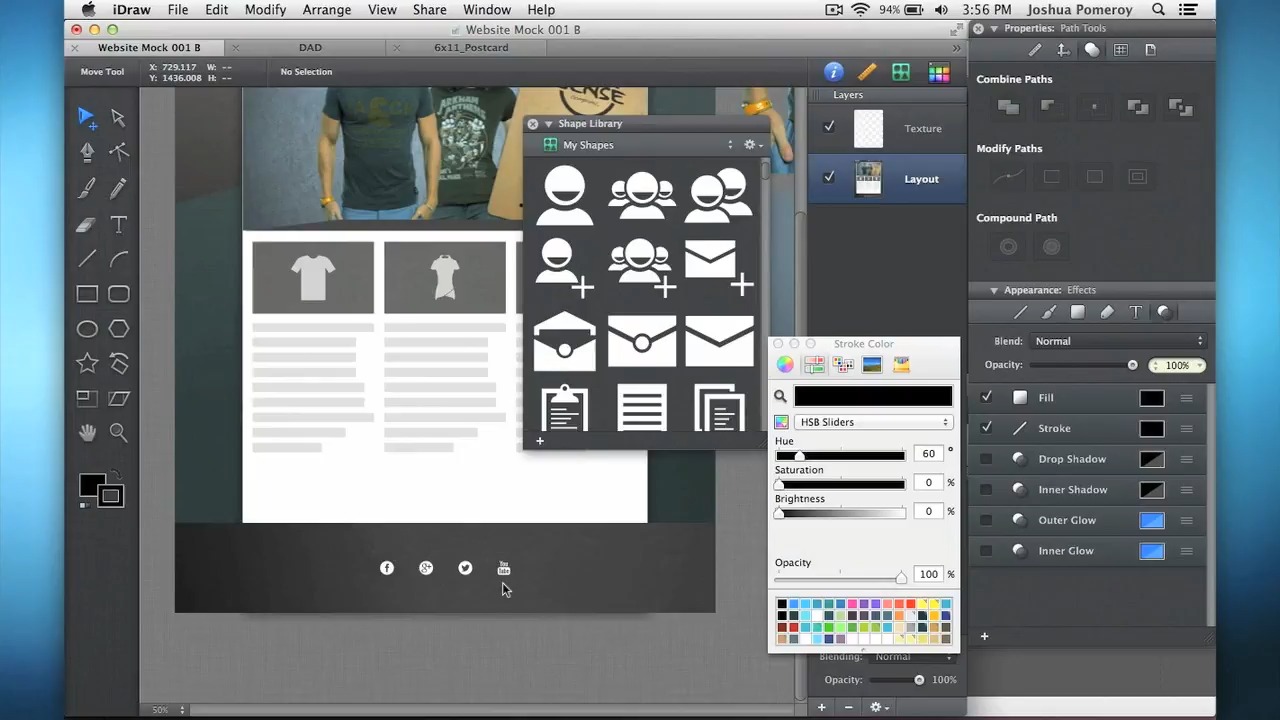 iDraw File Edit Modify Arrange View Share Window Help 94% 3:56 PM Joshua Pomeroy
Website Mock 001 B
Properties: Path Tools
Website Mock 001 B DAD 6x11_Postcard
Move Tool
X: 729.117 W: --
Y: 1436.008 H: --
No Selection
Combine Paths
Layers
Texture
Layout
Modify Paths
Compound Path
ARKHAM
SENSE
Shape Library
My Shapes
Appearance: Effects
Blend: Normal
Opacity: 100%
Fill
Stroke
Drop Shadow
Inner Shadow
Outer Glow
Inner Glow
Stroke Color
HSB Sliders
Hue
60 °
Saturation
0 %
Brightness
0 %
Opacity
100 %
You
Tube
Blending: Normal
Opacity: 100%
50%